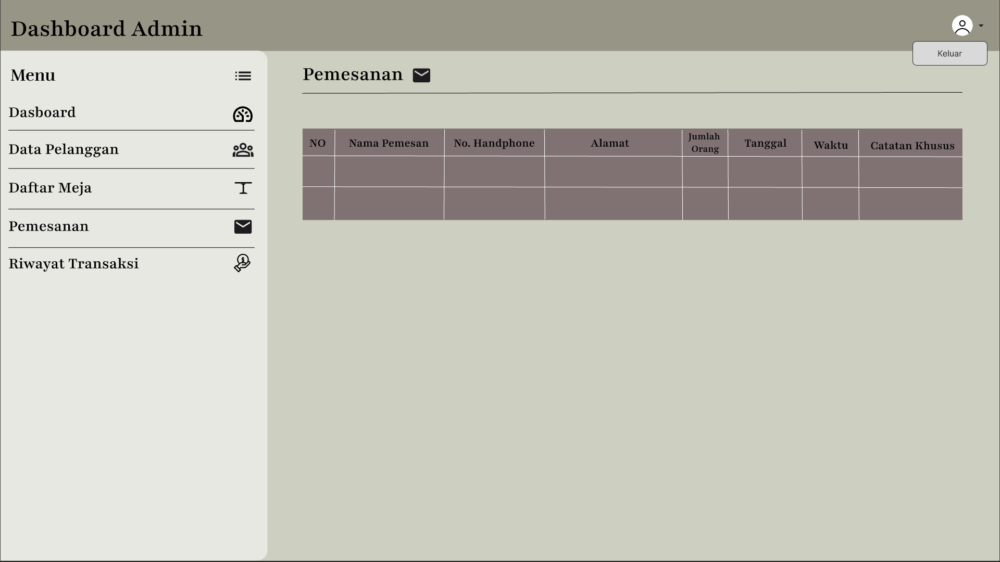 Dashboard Admin
Keluar
Menu
Dasboard
Data Pelanggan
Daftar Meja
Pemesanan
Riwayat Transaksi
Pemesanan
NO
Nama Pemesan
No. Handphone
Alamat
Jumlah
Orang
Tanggal
Waktu
Catatan Khusus
$